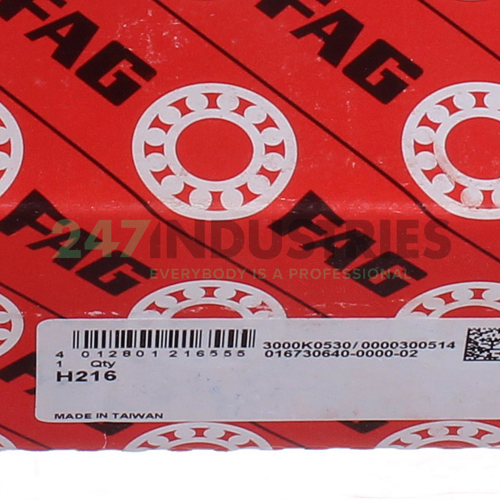 FAG
FAG
FAG
FAG
247INDUSTRIES
EVERYBODY IS A PROFESSIONAL
3000K0530/0000300514
4 012801 216555
016730640-0000-02
1 Qty
H216
MADE IN TAIWAN